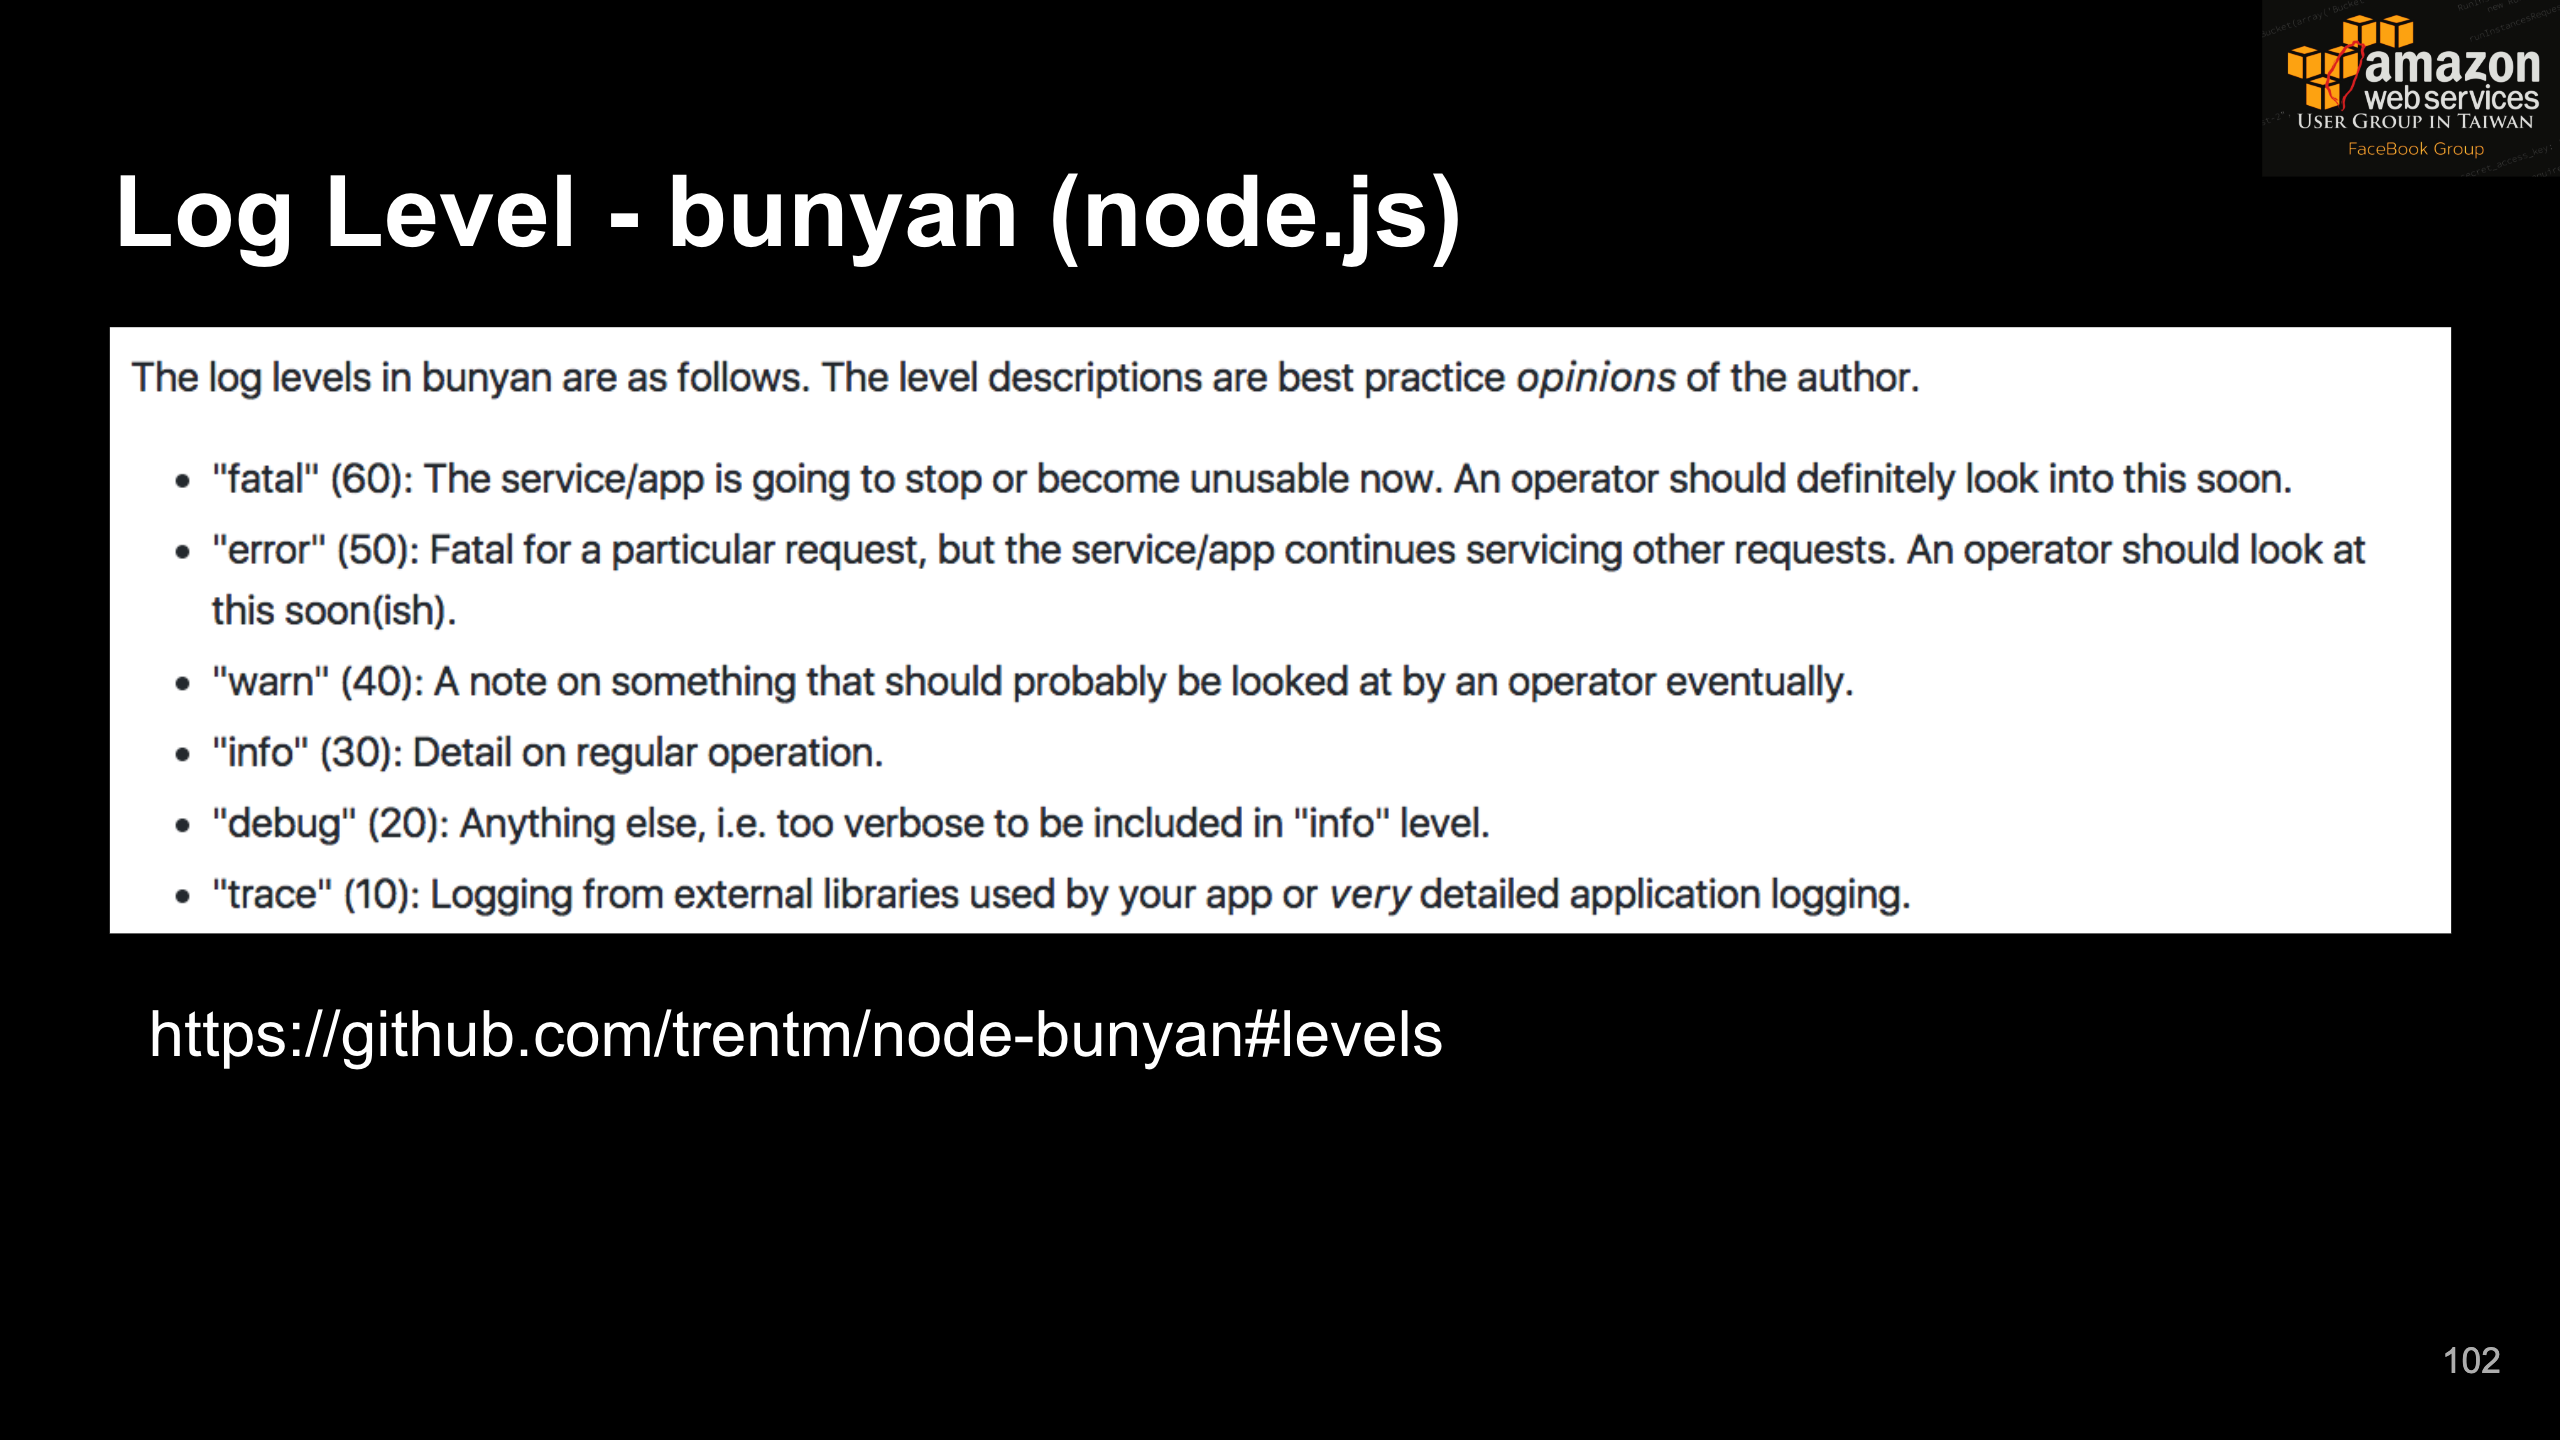 amazon
web services
USER GROUP IN TAIWAN
FaceBook Group
Log Level - bunyan (node.js)
The log levels in bunyan are as follows. The level descriptions are best practice opinions of the author.
• "fatal" (60): The service/app is going to stop or become unusable now. An operator should definitely look into this soon.
• "error" (50): Fatal for a particular request, but the service/app continues servicing other requests. An operator should look at
this soon(ish).
• "warn" (40): A note on something that should probably be looked at by an operator eventually.
• "info" (30): Detail on regular operation.
• "debug" (20): Anything else, i.e. too verbose to be included in "info" level.
• "trace" (10): Logging from external libraries used by your app or very detailed application logging.
https://github.com/trentm/node-bunyan#levels
102